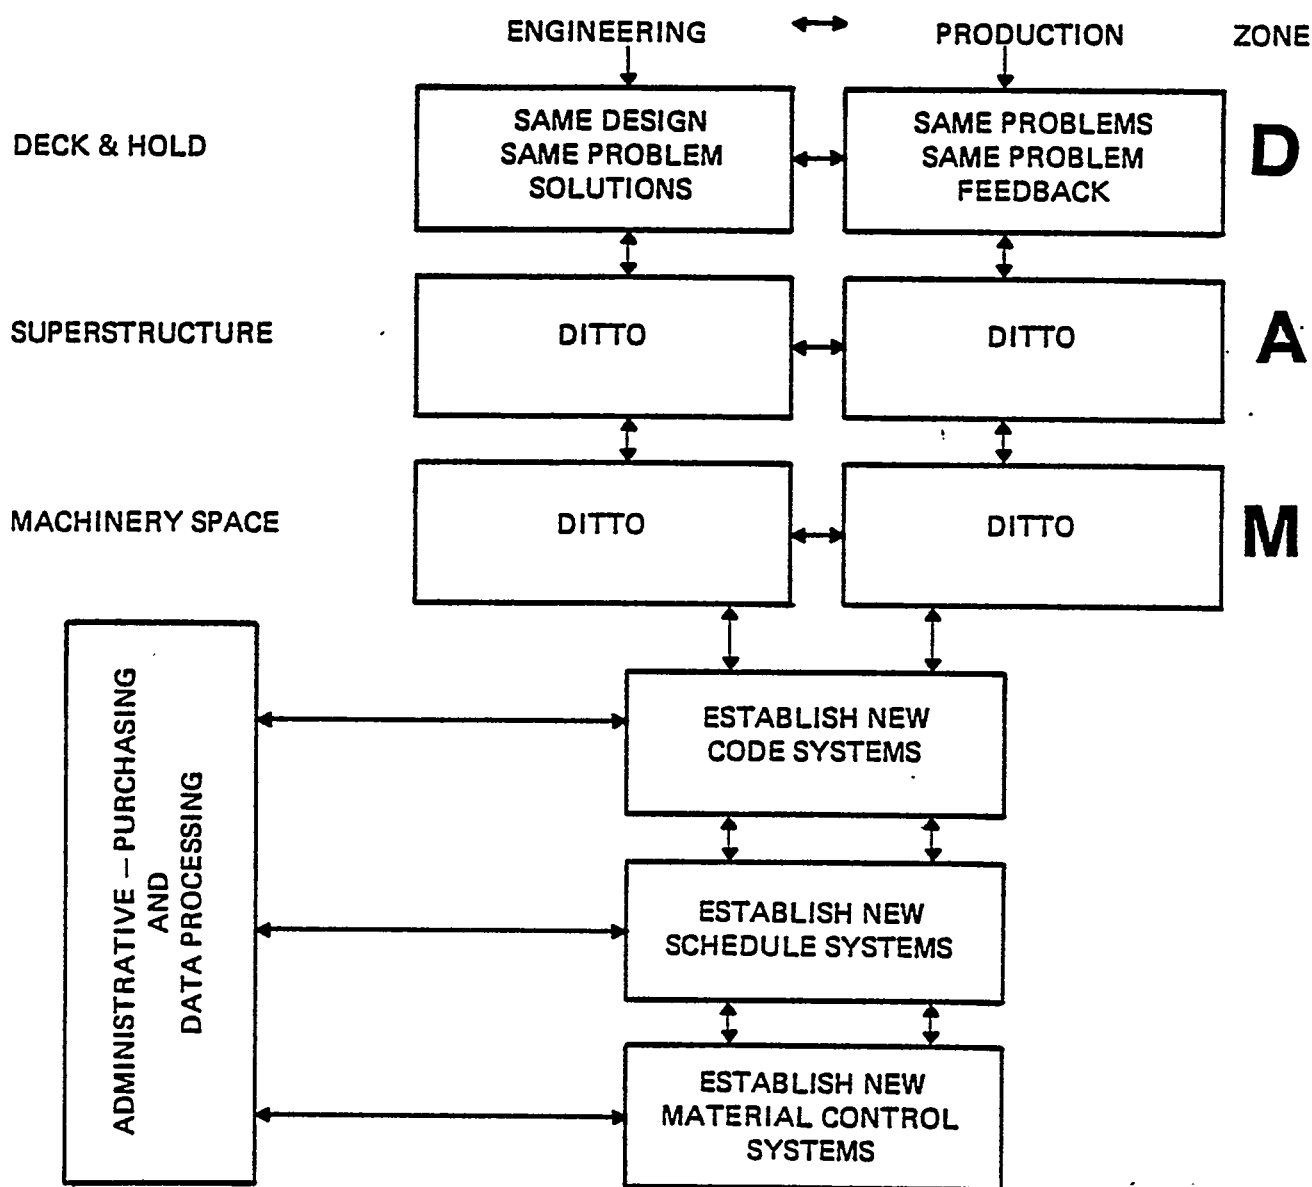 ENGINEERING
PRODUCTION
ZONE
DECK & HOLD
SAME DESIGN
SAME PROBLEM
SOLUTIONS
SAME PROBLEMS
SAME PROBLEM
FEEDBACK
D
SUPERSTRUCTURE
DITTO
DITTO
A
MACHINERY SPACE
DITTO
DITTO
M
ADMINISTRATIVE — PURCHASING
AND
DATA PROCESSING
ESTABLISH NEW
CODE SYSTEMS
ESTABLISH NEW
SCHEDULE SYSTEMS
ESTABLISH NEW
MATERIAL CONTROL
SYSTEMS